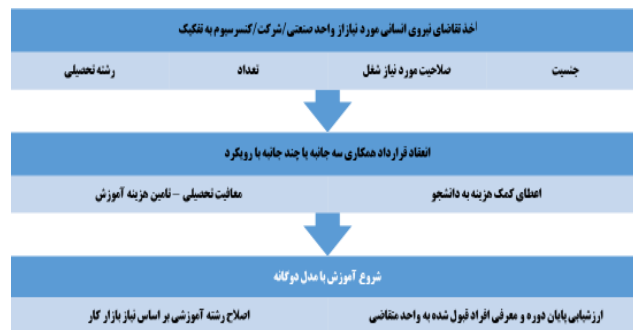 اخذ تقاضای نیروی انسانی مورد نیاز از واحد صنعتی/شرکت/کنسرسیوم به تفکیک
جنسیت صلاحیت مورد نیاز شغل تعداد رشته تحصیلی
انعقاد قرارداد همکاری سه جانبه یا چند جانبه با رویکرد
اعطای کمک هزینه به دانشجو معافیت تحصیلی – تامین هزینه آموزش
شروع آموزش با مدل دوگانه
ارزشیابی پایان دوره و معرفی افراد قبول شده به واحد متقاضی اصلاح رشته آموزشی بر اساس نیاز بازار کار